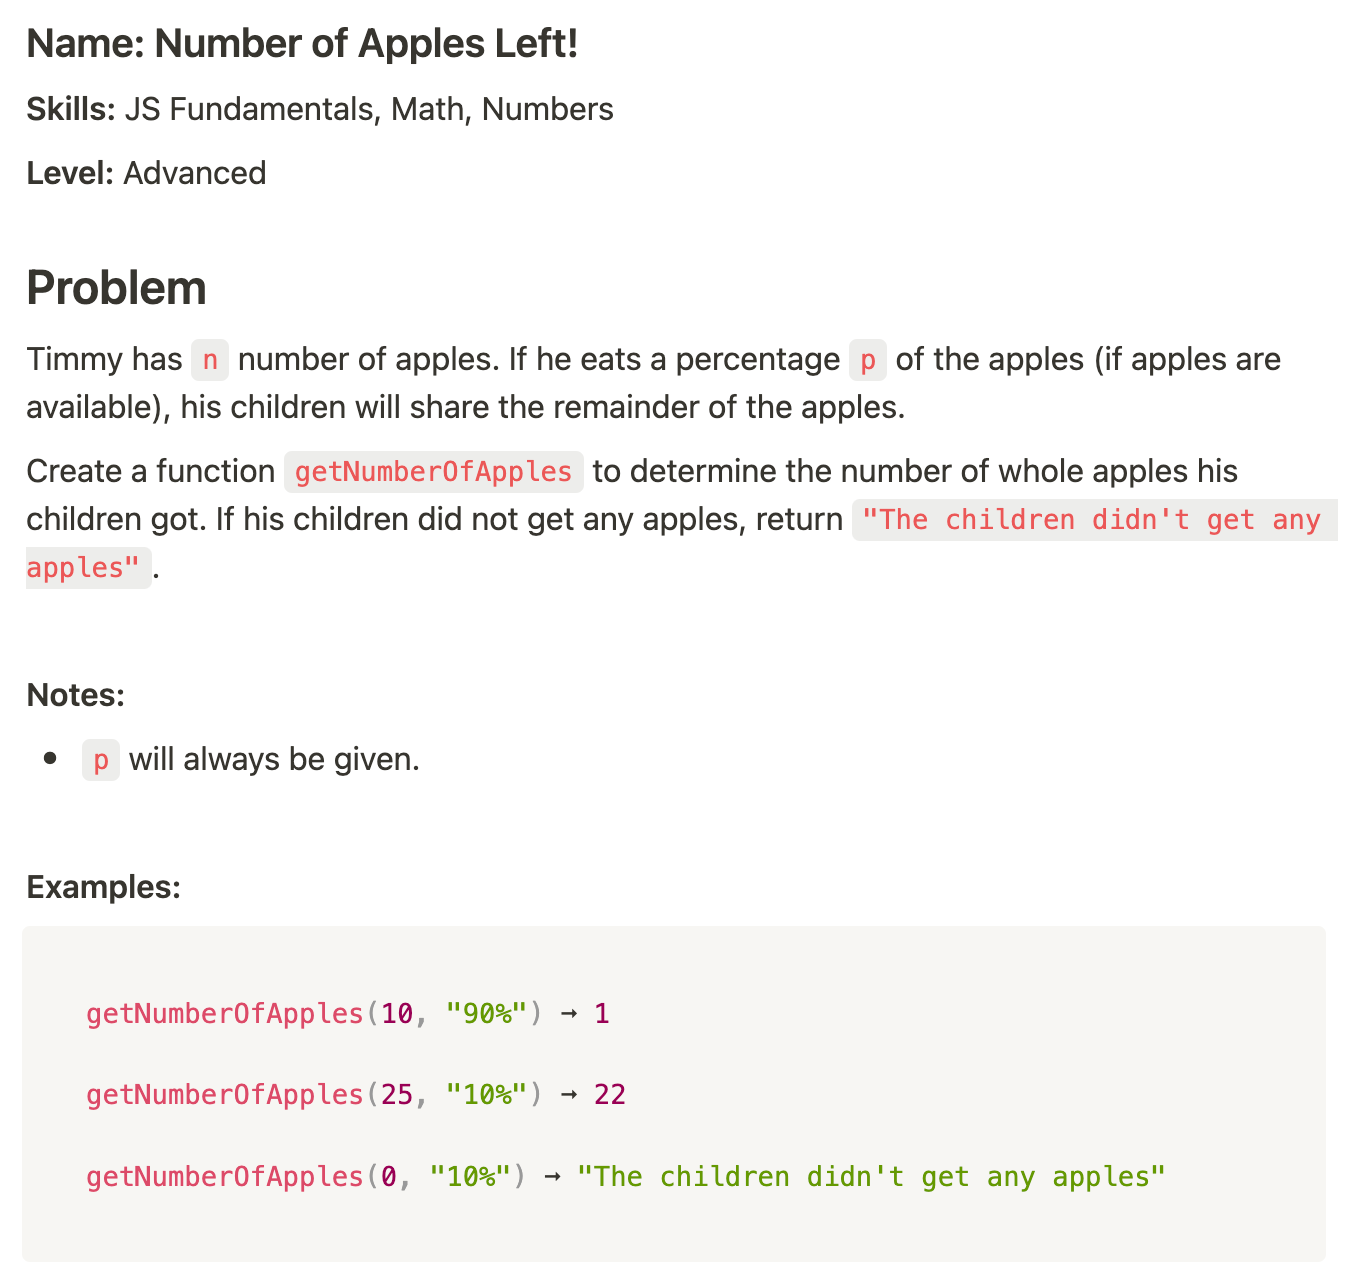 Name: Number of Apples Left!
Skills: JS Fundamentals, Math, Numbers
Level: Advanced
Problem
Timmy has n number of apples. If he eats a percentage p of the apples (if apples are
available), his children will share the remainder of the apples.
Create a function getNumberOfApples to determine the number of whole apples his
children got. If his children did not get any apples, return "The children didn't get any
apples" .
Notes:
• p will always be given.
Examples:
getNumberOfApples(10, "90%") → 1
getNumberOfApples(25, "10%") → 22
getNumberOfApples(0, "10%") → "The children didn't get any apples"